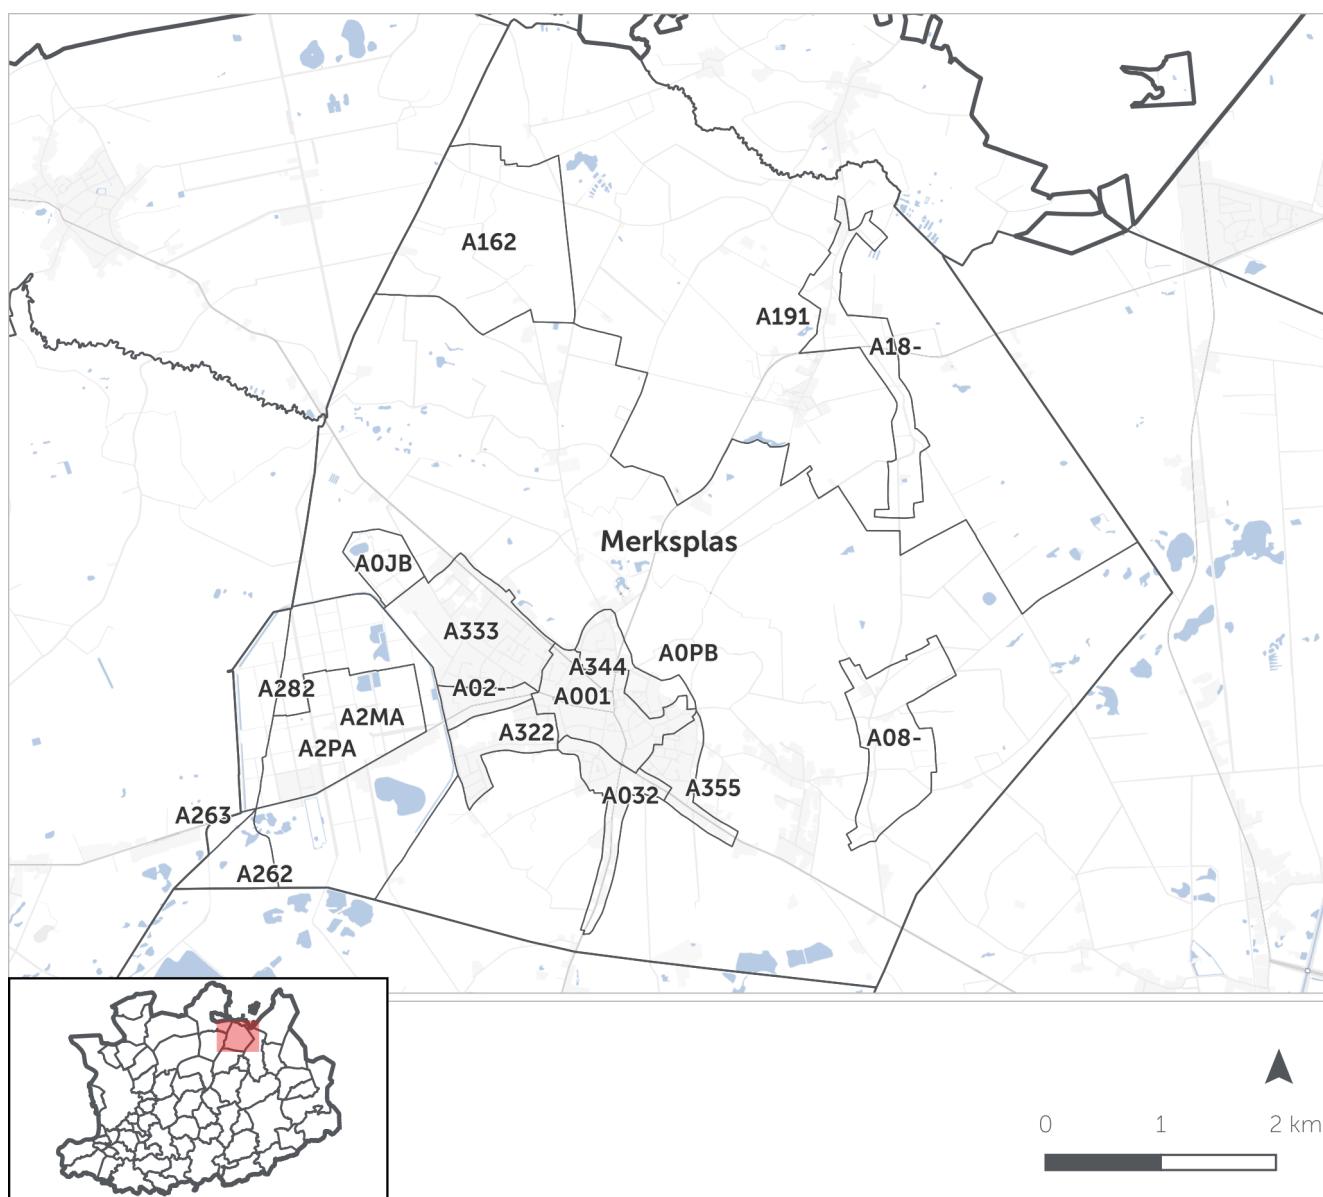 A162
A191
A18-
Merksplas
A0JB
A333
A0PB
A344
A282
A02-
A001
A2MA
A322
A08-
A2PA
A355
A032
A263
A262
0 1 2 km